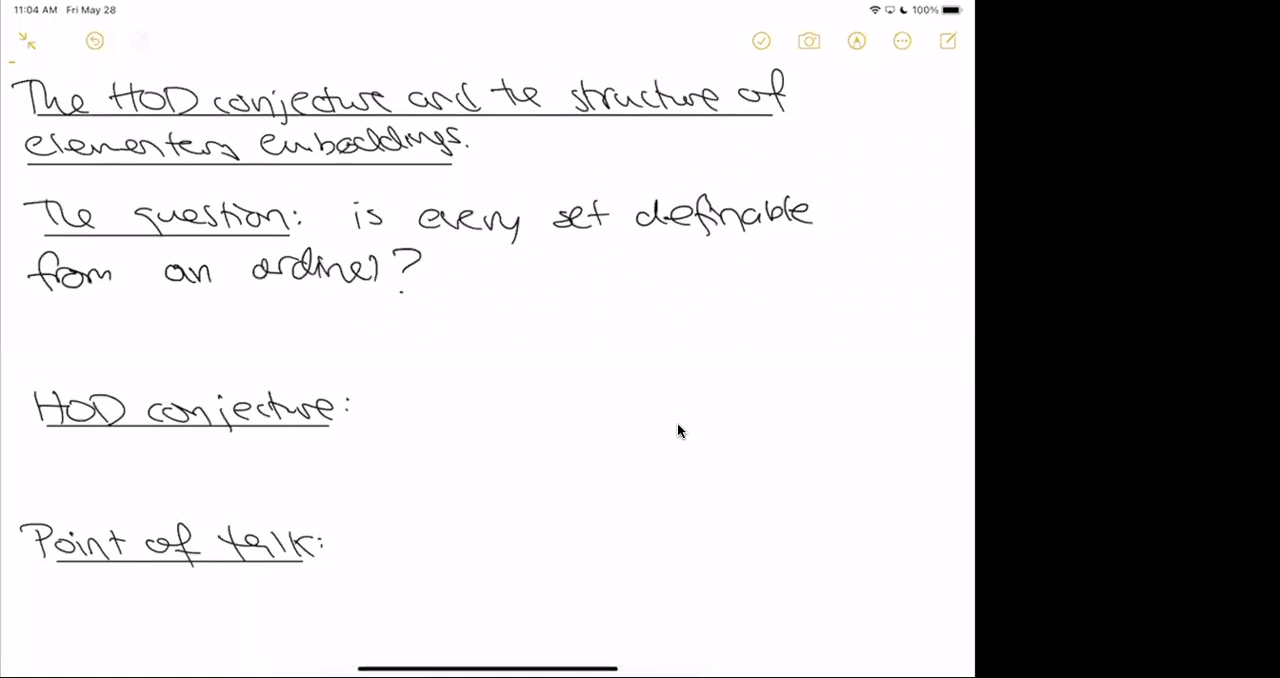 11:04 AM Fri May 28
100%
The HOD conjecture and the structure of
elementary embeddings.
The question: is every set definable
from an ordinal?
HOD conjecture:
Point of talk: